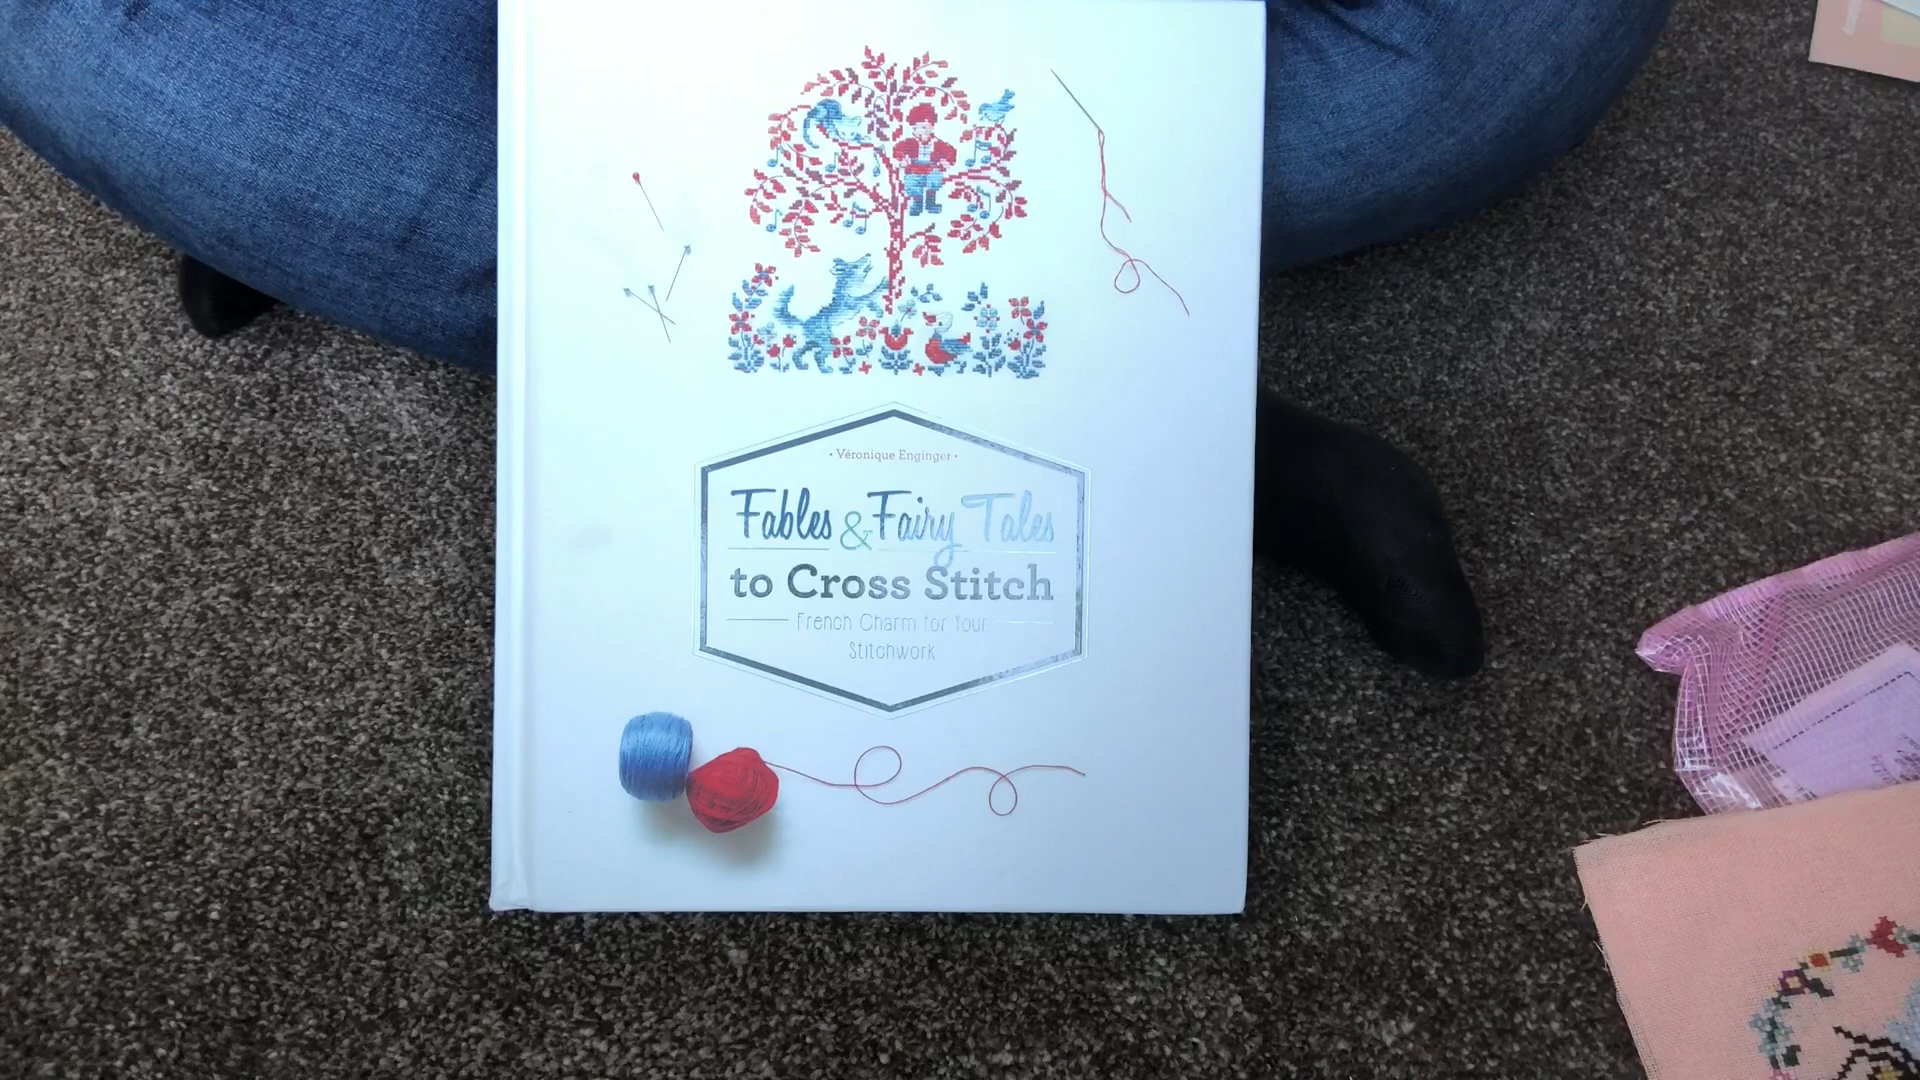 · Véronique Enginger ·
Fables & Fairy Tales
to Cross Stitch
French Charm for Your
Stitchwork